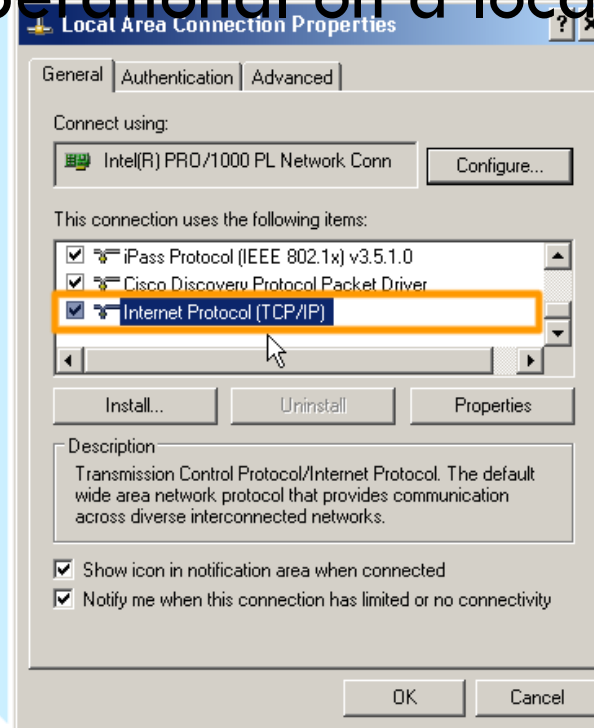 perational on a loca
Local Area Connection Properties
General Authentication Advanced
Connect using:
Intel(R) PRO/1000 PL Network Conn Configure...
This connection uses the following items:
iPass Protocol (IEEE 802.1x) v3.5.1.0
Cisco Discovery Protocol Packet Driver
Internet Protocol (TCP/IP)
Install... Uninstall Properties
Description
Transmission Control Protocol/Internet Protocol. The default
wide area network protocol that provides communication
across diverse interconnected networks.
Show icon in notification area when connected
Notify me when this connection has limited or no connectivity
OK Cancel